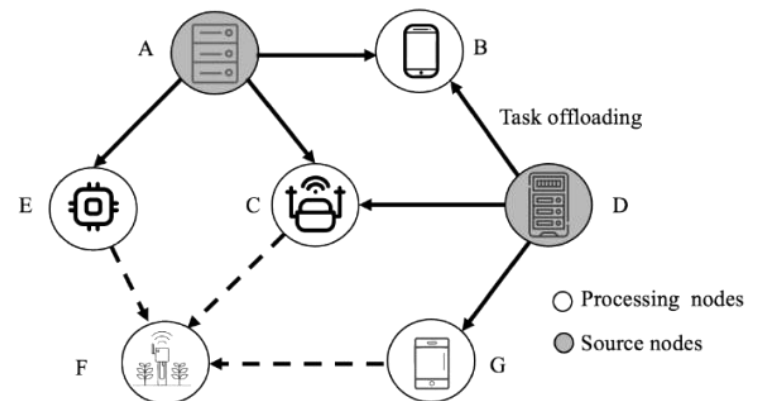 A
B
Task offloading
E
C
D
Processing nodes
Source nodes
F
G